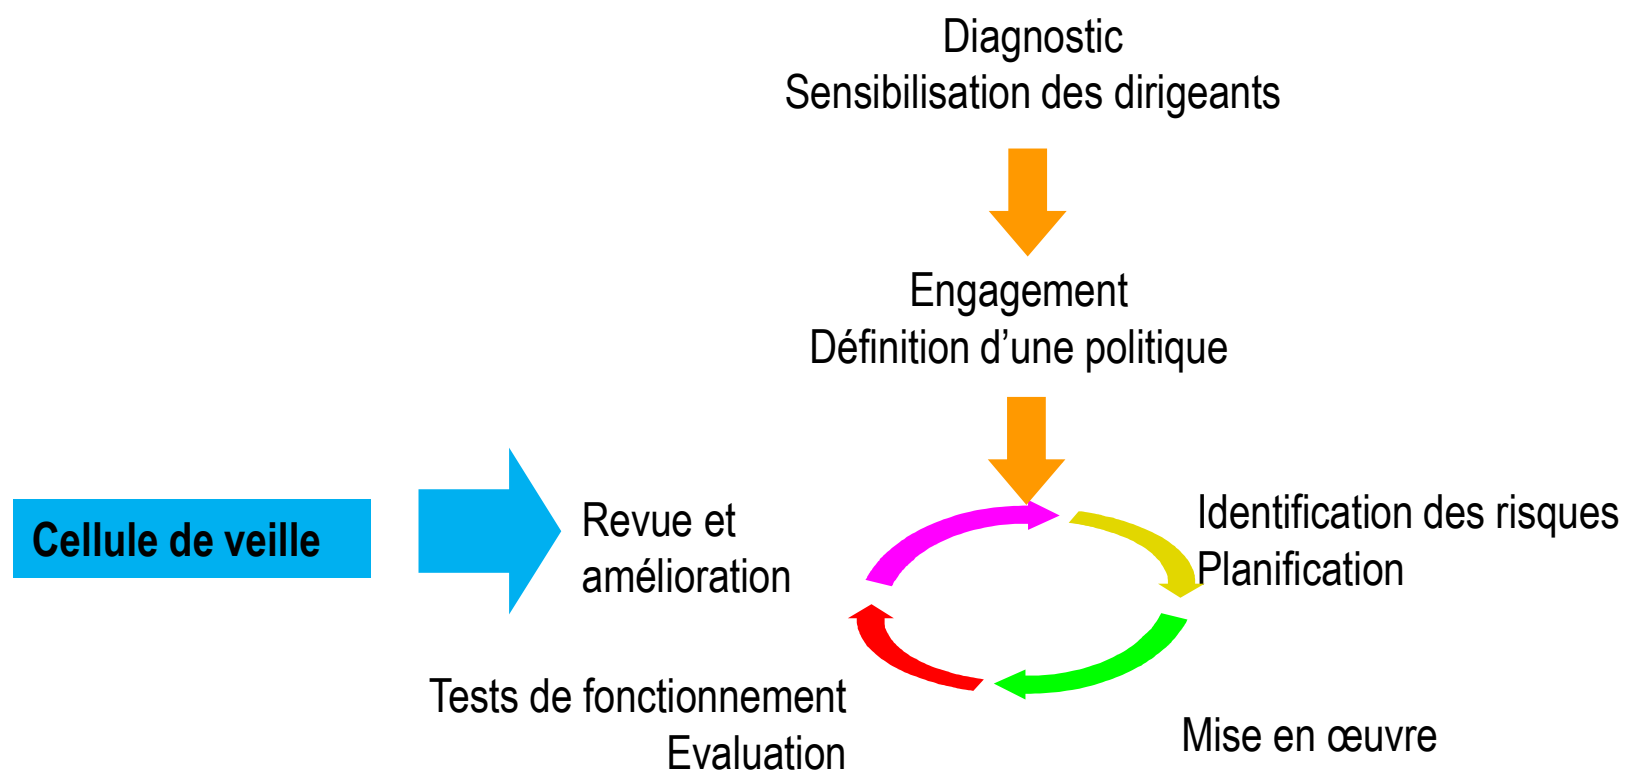 Diagnostic
Sensibilisation des dirigeants
Engagement
Définition d’une politique
Cellule de veille
Revue et
amélioration
Identification des risques
Planification
Tests de fonctionnement
Evaluation
Mise en œuvre